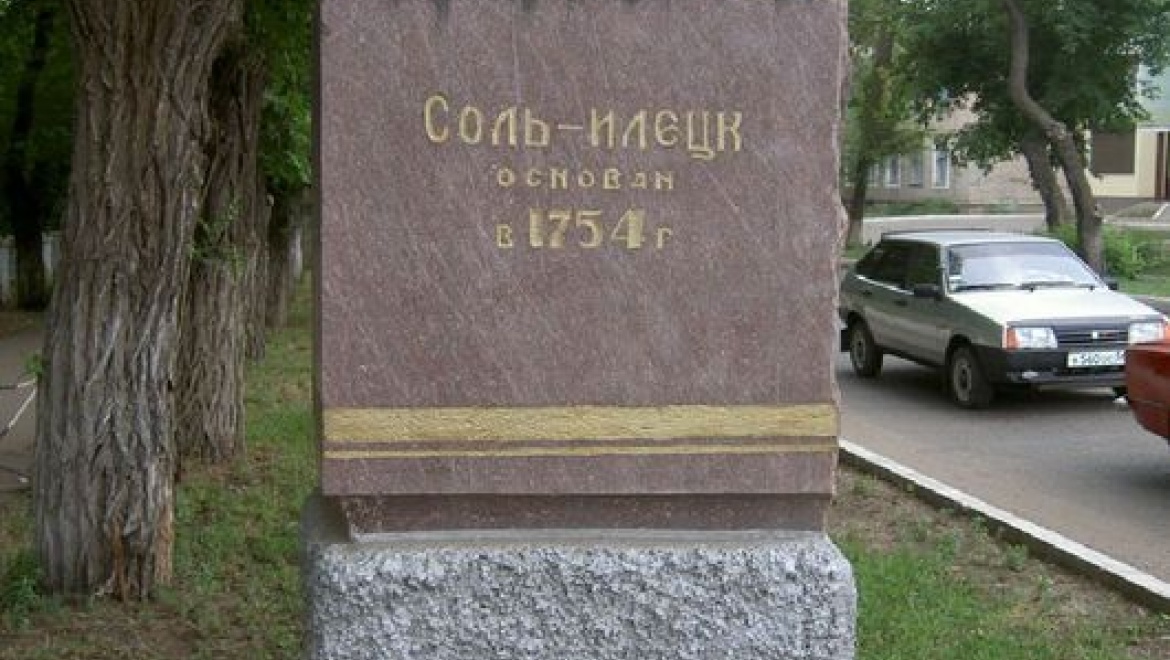 Соль-Илецк
основан
в 1754 г